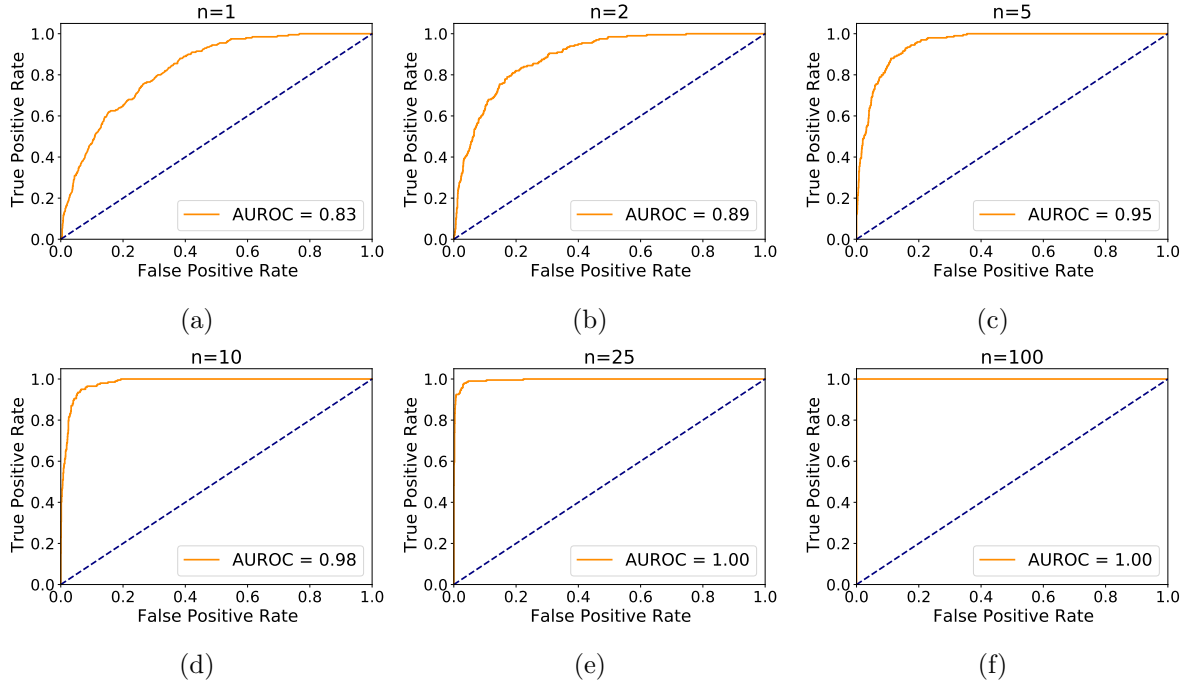 n=1
True Positive Rate
1.0
0.8
0.6
0.4
0.2
0.0
AUROC = 0.83
0.0 0.2 0.4 0.6 0.8 1.0
False Positive Rate
(a)
n=2
True Positive Rate
1.0
0.8
0.6
0.4
0.2
0.0
AUROC = 0.89
0.0 0.2 0.4 0.6 0.8 1.0
False Positive Rate
(b)
n=5
True Positive Rate
1.0
0.8
0.6
0.4
0.2
0.0
AUROC = 0.95
0.0 0.2 0.4 0.6 0.8 1.0
False Positive Rate
(c)
n=10
True Positive Rate
1.0
0.8
0.6
0.4
0.2
0.0
AUROC = 0.98
0.0 0.2 0.4 0.6 0.8 1.0
False Positive Rate
(d)
n=25
True Positive Rate
1.0
0.8
0.6
0.4
0.2
0.0
AUROC = 1.00
0.0 0.2 0.4 0.6 0.8 1.0
False Positive Rate
(e)
n=100
True Positive Rate
1.0
0.8
0.6
0.4
0.2
0.0
AUROC = 1.00
0.0 0.2 0.4 0.6 0.8 1.0
False Positive Rate
(f)